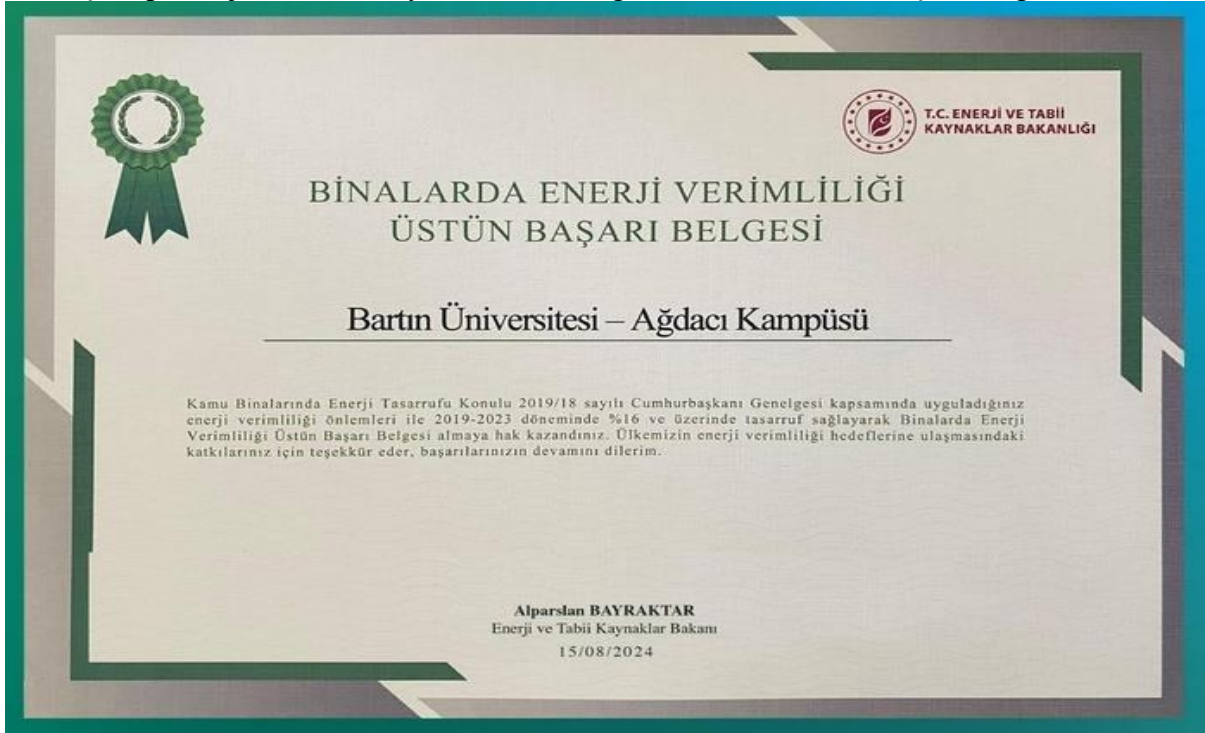 T.C. ENERJİ VE TABİİ
KAYNAKLAR BAKANLIĞI
BİNALARDA ENERJİ VERİMLİLİĞİ
ÜSTÜN BAŞARI BELGESİ
Bartın Üniversitesi – Ağdacı Kampüsü
Kamu Binalarında Enerji Tasarrufu Konulu 2019/18 sayılı Cumhurbaşkanı Genelgesi kapsamında uyguladığınız
enerji verimliliği önlemleri ile 2019-2023 döneminde %16 ve üzerinde tasarruf sağlayarak Binalarda Enerji
Verimliliği Üstün Başarı Belgesi almaya hak kazandınız. Ülkemizin enerji verimliliği hedeflerine ulaşmasındaki
katkılarınız için teşekkür eder, başarılarınızın devamını dilerim.
Alparslan BAYRAKTAR
Enerji ve Tabii Kaynaklar Bakanı
15/08/2024